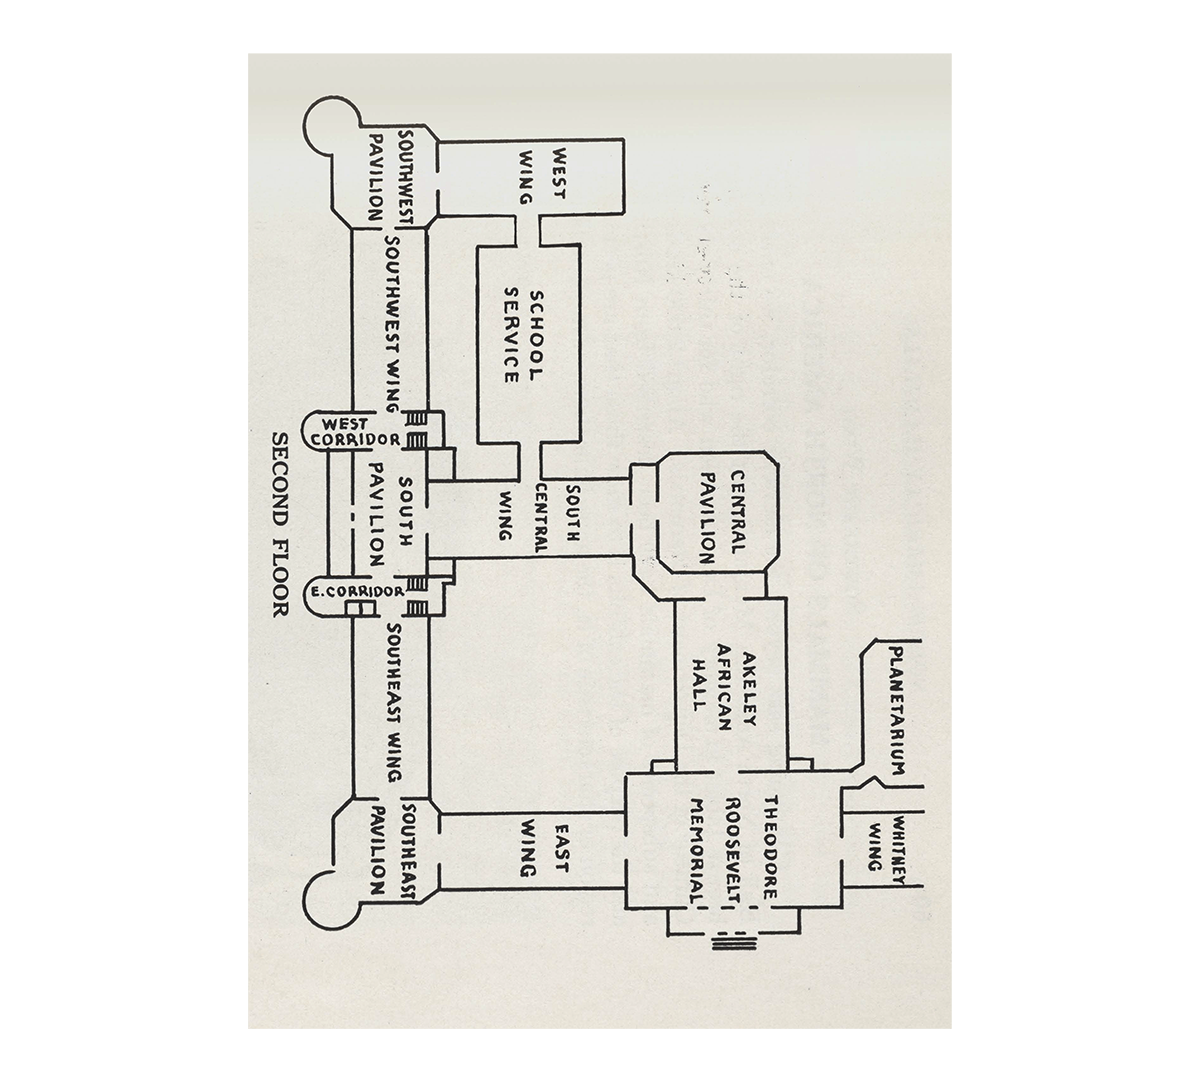 SOUTHWEST
PAVILION
WEST
WING
SOUTHWEST WING
SCHOOL
SERVICE
WEST
CORRIDOR
SOUTH
PAVILION
SOUTH
CENTRAL
WING
CENTRAL
PAVILION
E. CORRIDOR
SOUTHEAST WING
AKELEY
AFRICAN
HALL
PLANETARIUM
SOUTHEAST
PAVILION
EAST
WING
THEODORE
ROOSEVELT
MEMORIAL
WHITNEY
WING
SECOND FLOOR